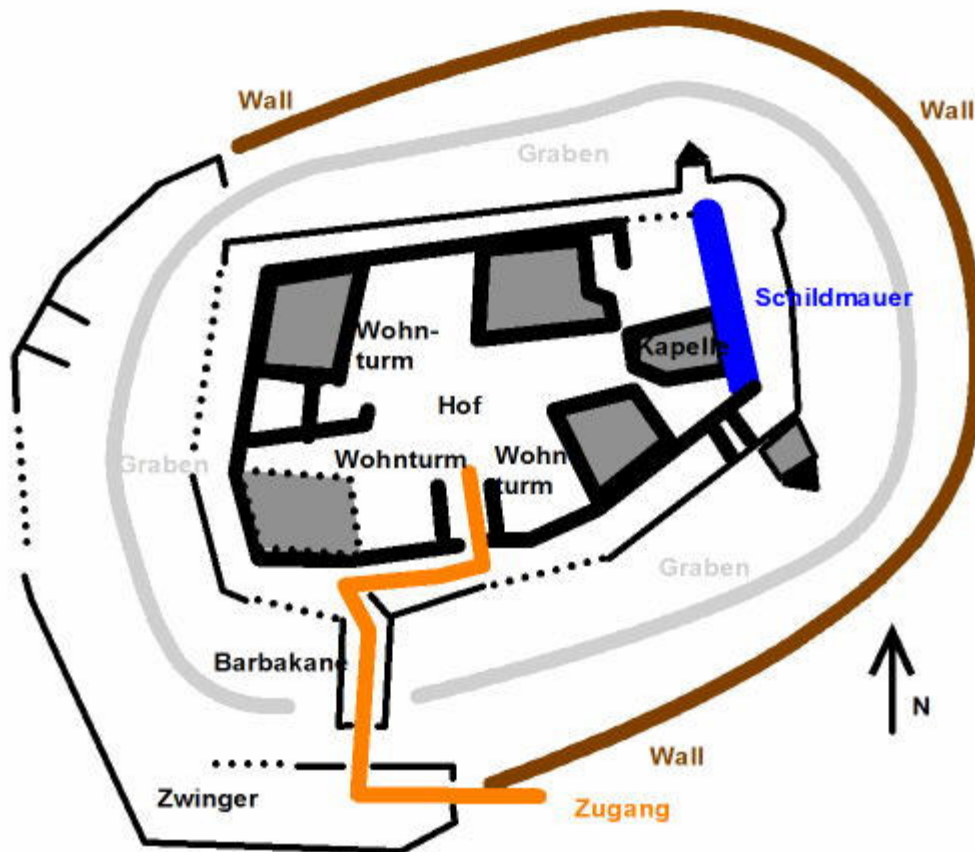 Wall
Wall
Graben
Schildmauer
Wohn-
turm
Kapelle
Hof
Graben
Wohnturm
Wohn
turm
Graben
Barbakane
N
Wall
Zwinger
Zugang